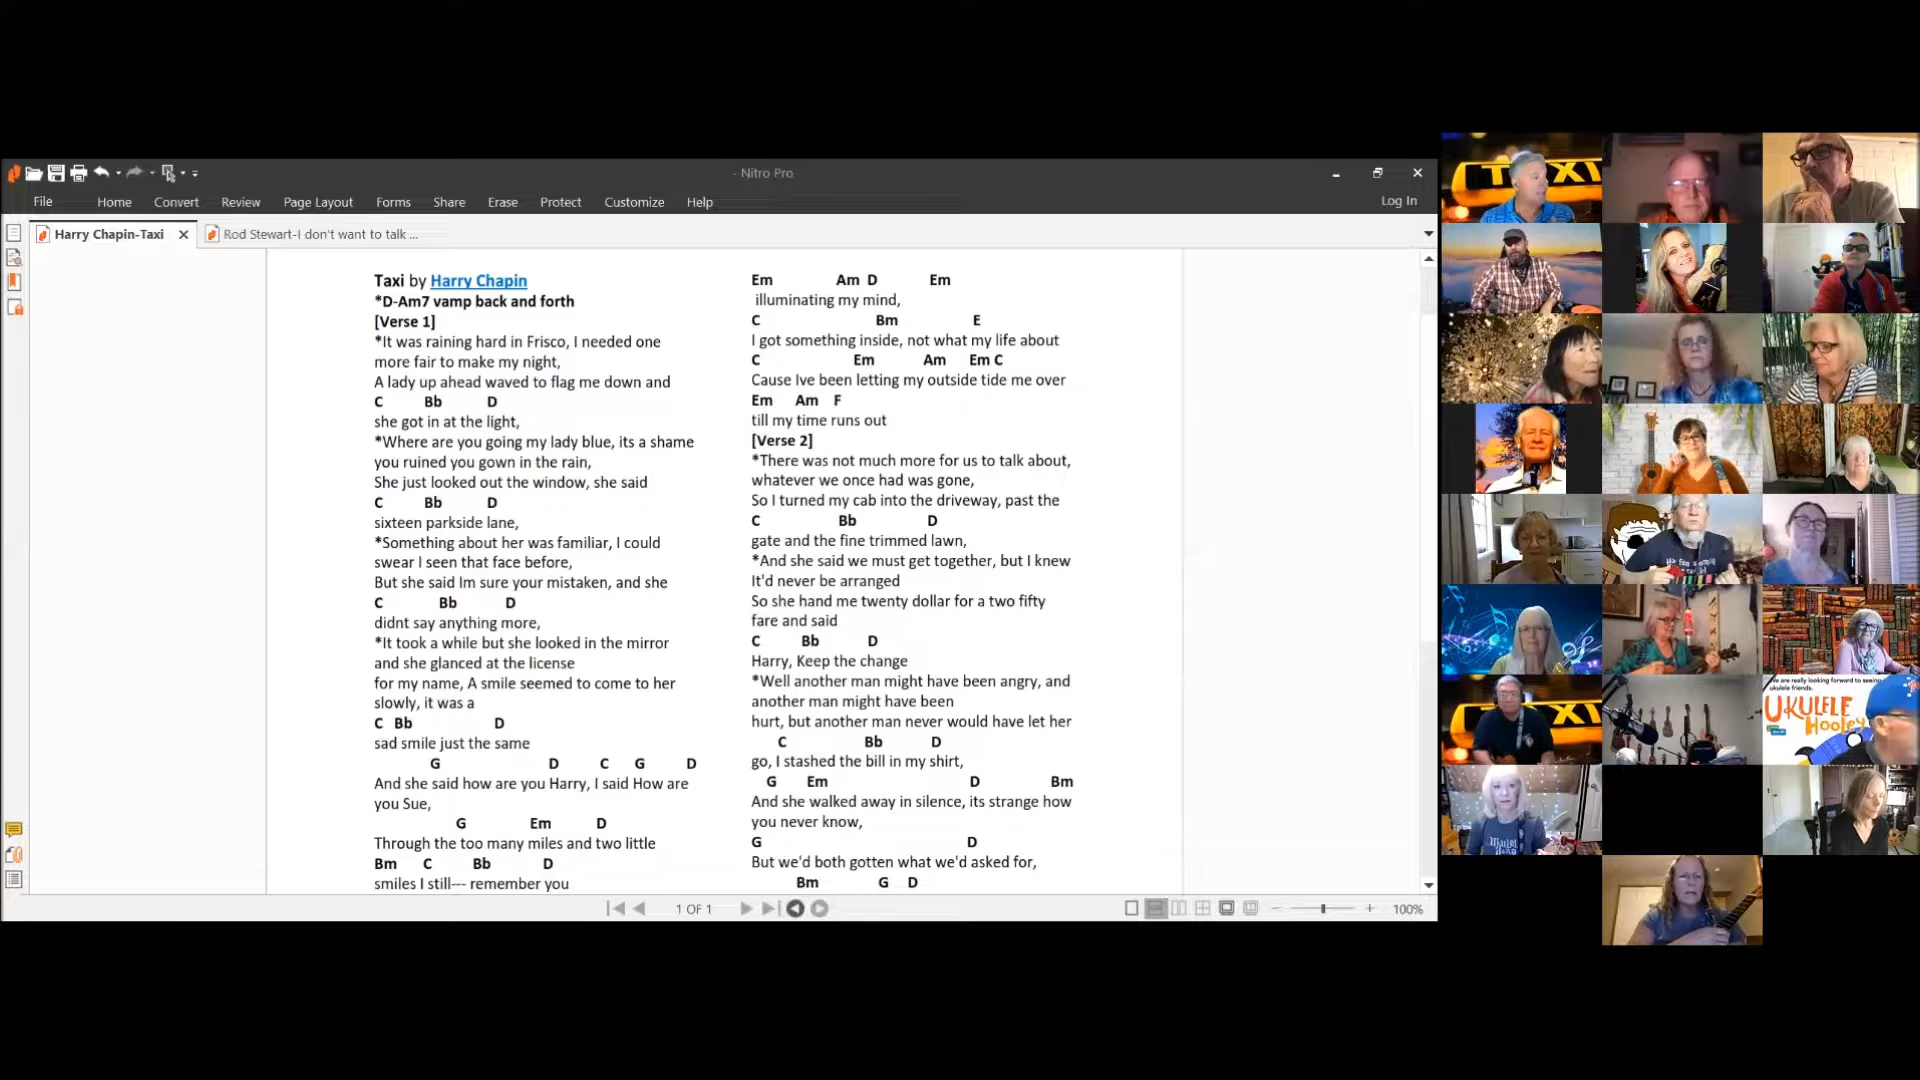 - Nitro Pro
File Home Convert Review Page Layout Forms Share Erase Protect Customize Help Log In
Harry Chapin-Taxi
Rod Stewart-I don't want to talk ...
Taxi by Harry Chapin
*D-Am7 vamp back and forth
[Verse 1]
*It was raining hard in Frisco, I needed one
more fair to make my night,
A lady up ahead waved to flag me down and
C Bb D
she got in at the light,
*Where are you going my lady blue, its a shame
you ruined you gown in the rain,
She just looked out the window, she said
C Bb D
sixteen parkside lane,
*Something about her was familiar, I could
swear I seen that face before,
But she said Im sure your mistaken, and she
C Bb D
didnt say anything more,
*It took a while but she looked in the mirror
and she glanced at the license
for my name, A smile seemed to come to her
slowly, it was a
C Bb D
sad smile just the same
G D C G D
And she said how are you Harry, I said How are
you Sue,
G Em D
Through the too many miles and two little
Bm C Bb D
smiles I still--- remember you
Em Am D Em
illuminating my mind,
C Bm E
I got something inside, not what my life about
C Em Am Em C
Cause Ive been letting my outside tide me over
Em Am F
till my time runs out
[Verse 2]
*There was not much more for us to talk about,
whatever we once had was gone,
So I turned my cab into the driveway, past the
C Bb D
gate and the fine trimmed lawn,
*And she said we must get together, but I knew
It'd never be arranged
So she hand me twenty dollar for a two fifty
fare and said
C Bb D
Harry, Keep the change
*Well another man might have been angry, and
another man might have been
hurt, but another man never would have let her
C Bb D
go, I stashed the bill in my shirt,
G Em D Bm
And she walked away in silence, its strange how
you never know,
G D
But we'd both gotten what we'd asked for,
Bm G D
1 OF 1
100%
TAXI
We are really looking forward to seeing
ukulele friends.
UKULELE
Hooley